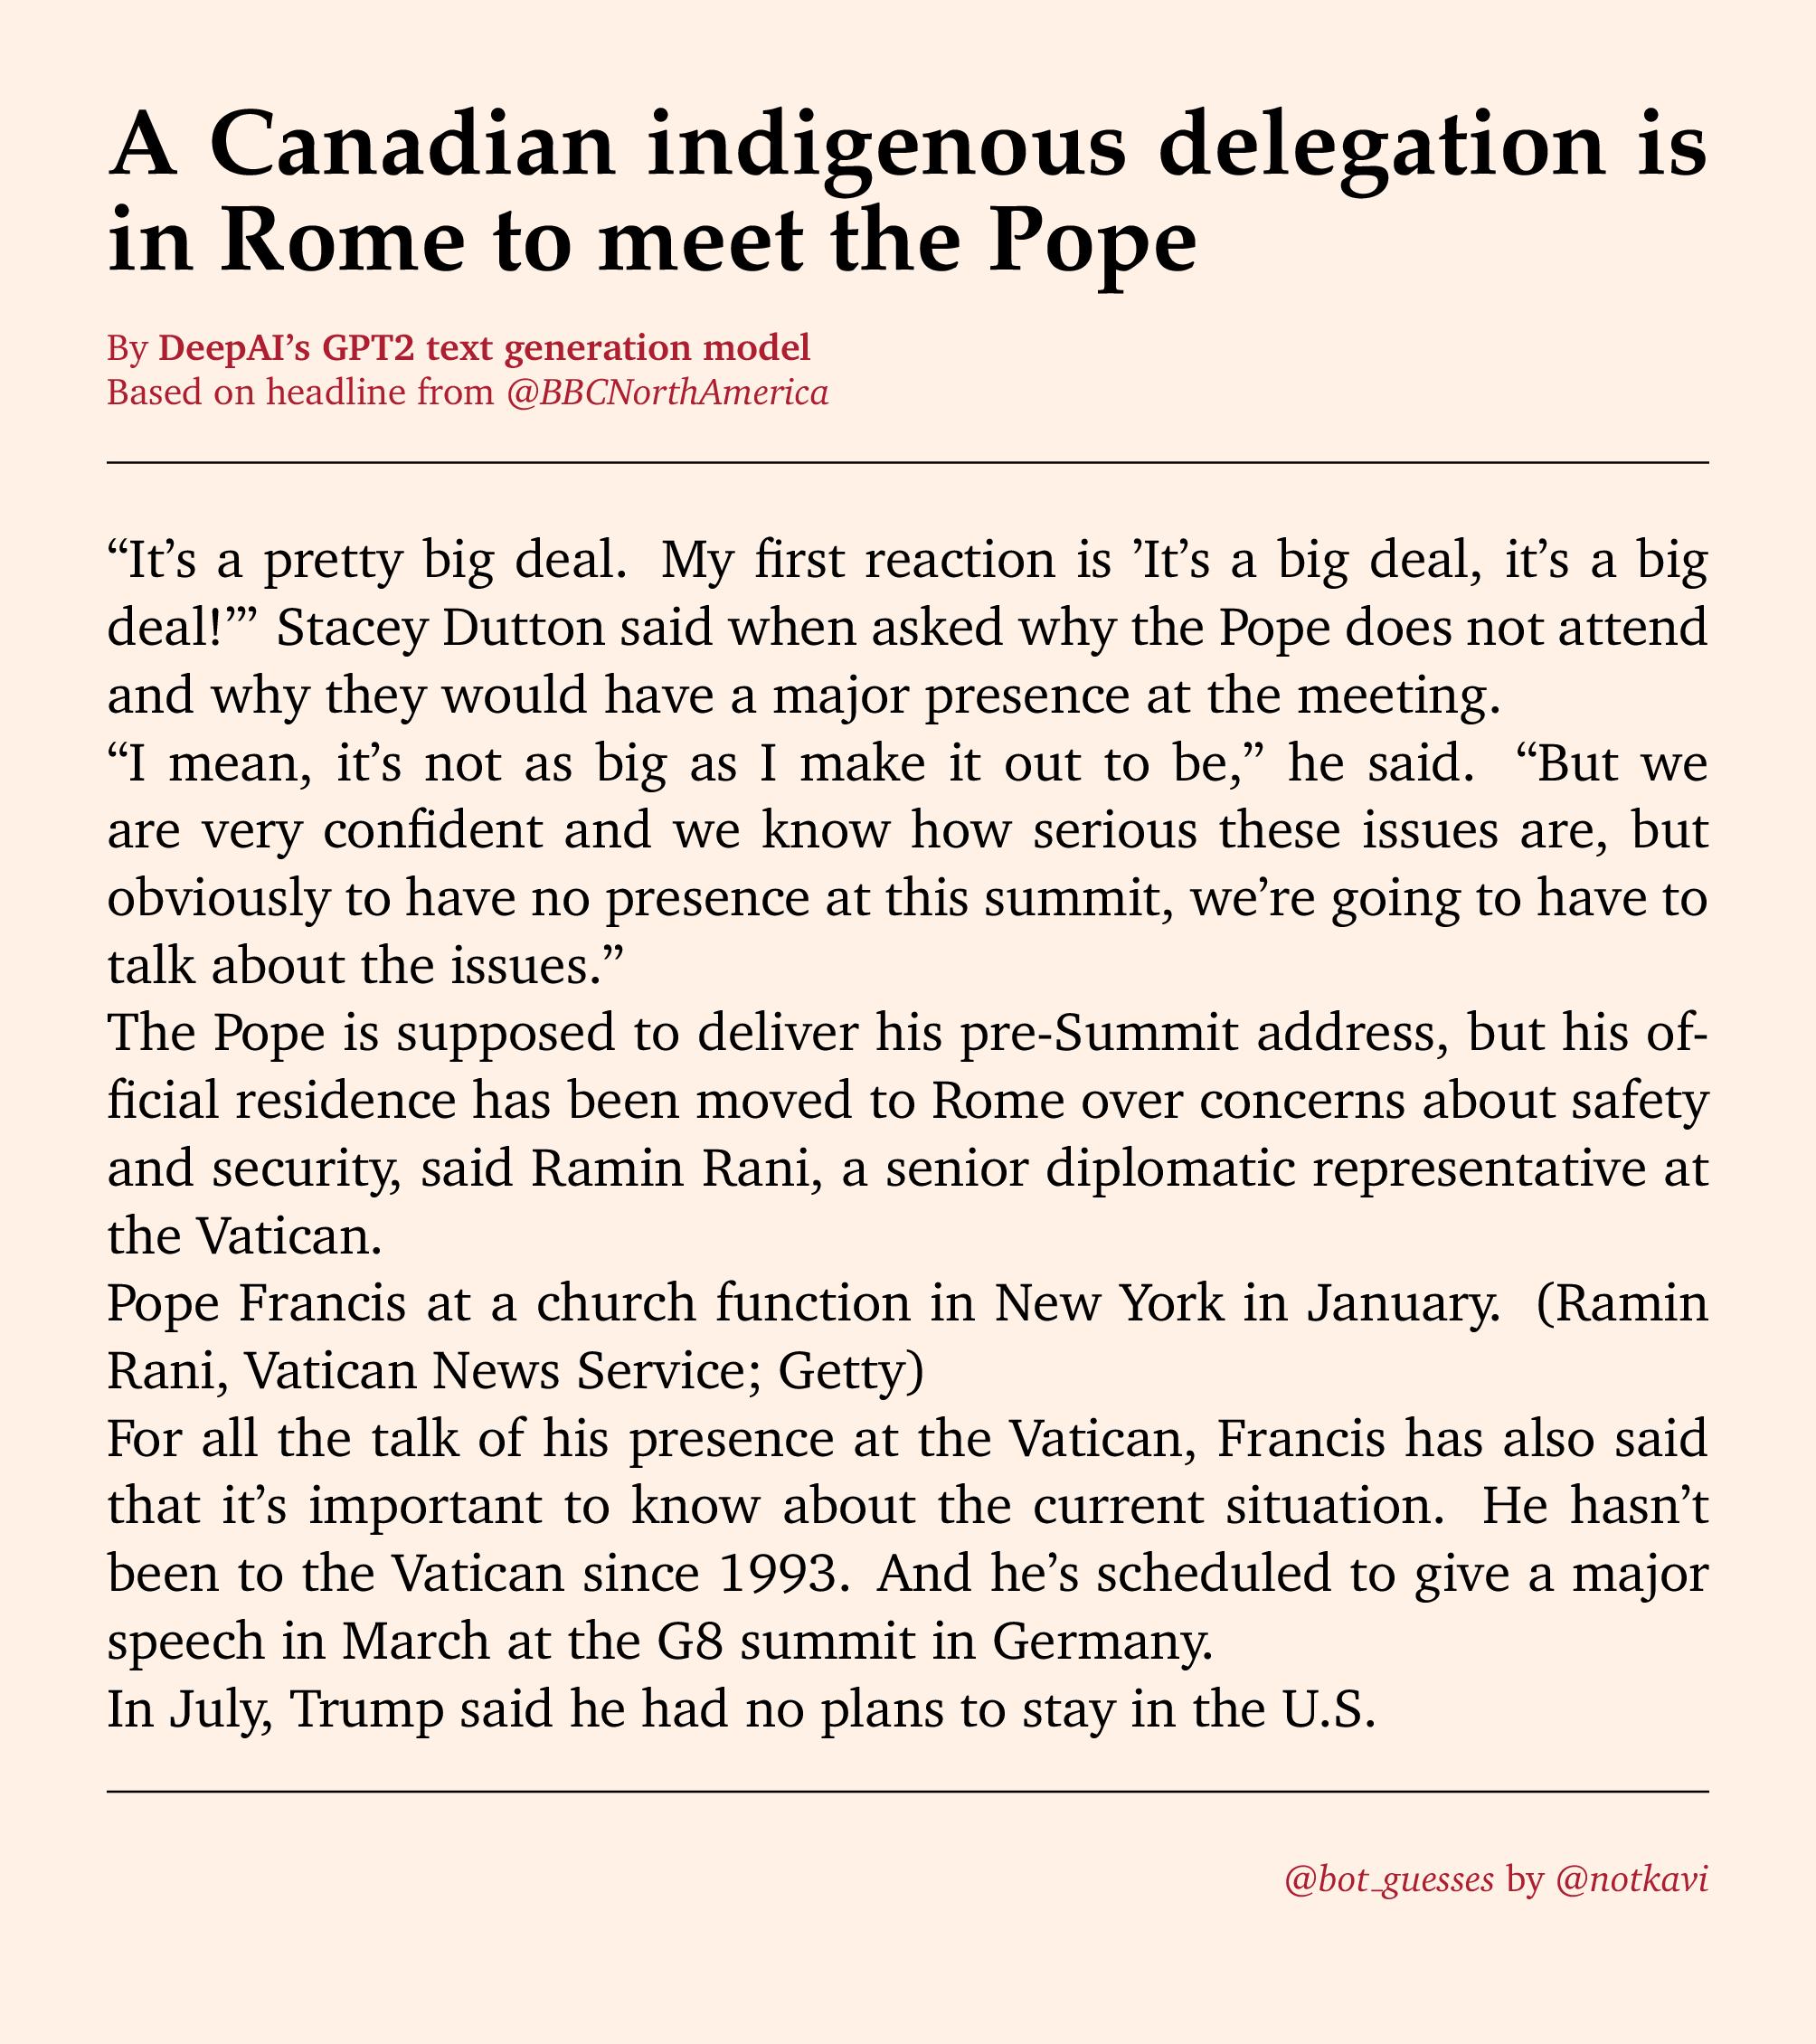 A Canadian indigenous delegation is
in Rome to meet the Pope
By DeepAI’s GPT2 text generation model
Based on headline from @BBCNorthAmerica
“It’s a pretty big deal. My first reaction is ’It’s a big deal, it’s a big
deal!’” Stacey Dutton said when asked why the Pope does not attend
and why they would have a major presence at the meeting.
“I mean, it’s not as big as I make it out to be,” he said. “But we
are very confident and we know how serious these issues are, but
obviously to have no presence at this summit, we’re going to have to
talk about the issues.”
The Pope is supposed to deliver his pre-Summit address, but his of-
ficial residence has been moved to Rome over concerns about safety
and security, said Ramin Rani, a senior diplomatic representative at
the Vatican.
Pope Francis at a church function in New York in January. (Ramin
Rani, Vatican News Service; Getty)
For all the talk of his presence at the Vatican, Francis has also said
that it’s important to know about the current situation. He hasn’t
been to the Vatican since 1993. And he’s scheduled to give a major
speech in March at the G8 summit in Germany.
In July, Trump said he had no plans to stay in the U.S.
@bot_guesses by @notkavi